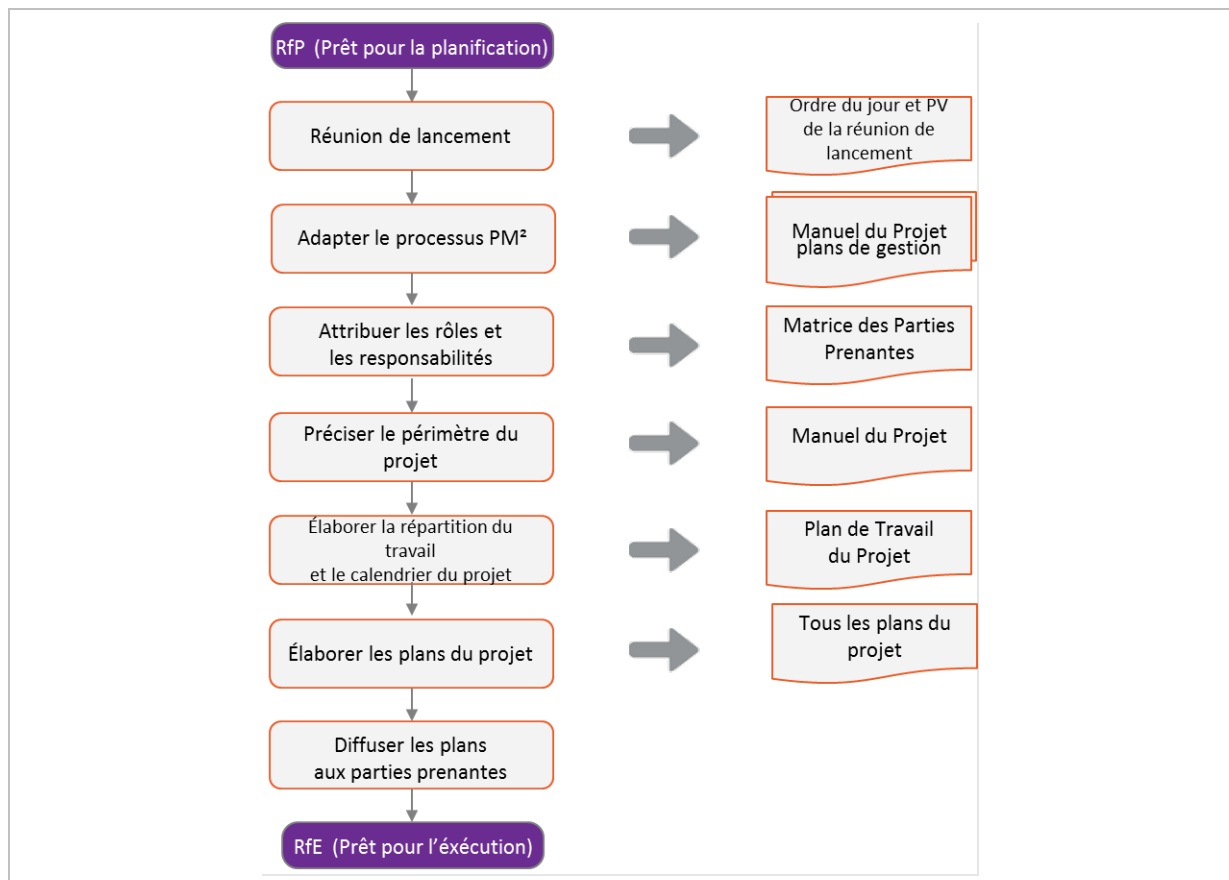 RfP (Prêt pour la planification)
Réunion de lancement
Ordre du jour et PV
de la réunion de
lancement
Adapter le processus PM²
Manuel du Projet
plans de gestion
Attribuer les rôles et
les responsabilités
Matrice des Parties
Prenantes
Préciser le périmètre du
projet
Manuel du Projet
Élaborer la répartition du
travail
et le calendrier du projet
Plan de Travail
du Projet
Élaborer les plans du projet
Tous les plans du
projet
Diffuser les plans
aux parties prenantes
RfE (Prêt pour l'éxécution)